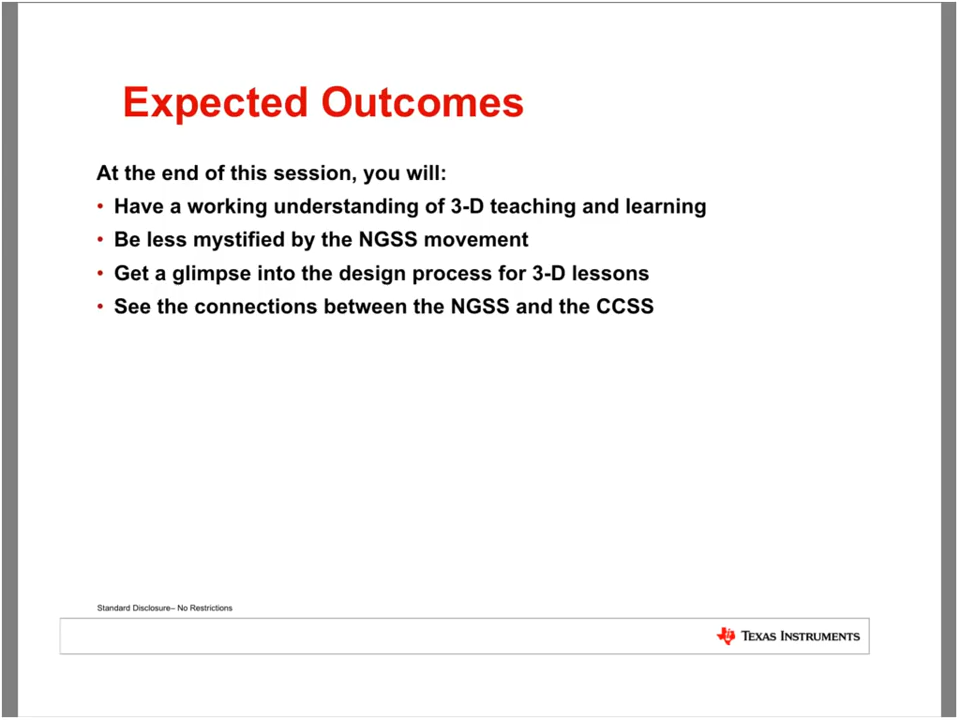 Expected Outcomes
At the end of this session, you will:
• Have a working understanding of 3-D teaching and learning
• Be less mystified by the NGSS movement
• Get a glimpse into the design process for 3-D lessons
• See the connections between the NGSS and the CCSS
Standard Disclosure– No Restrictions
TEXAS INSTRUMENTS